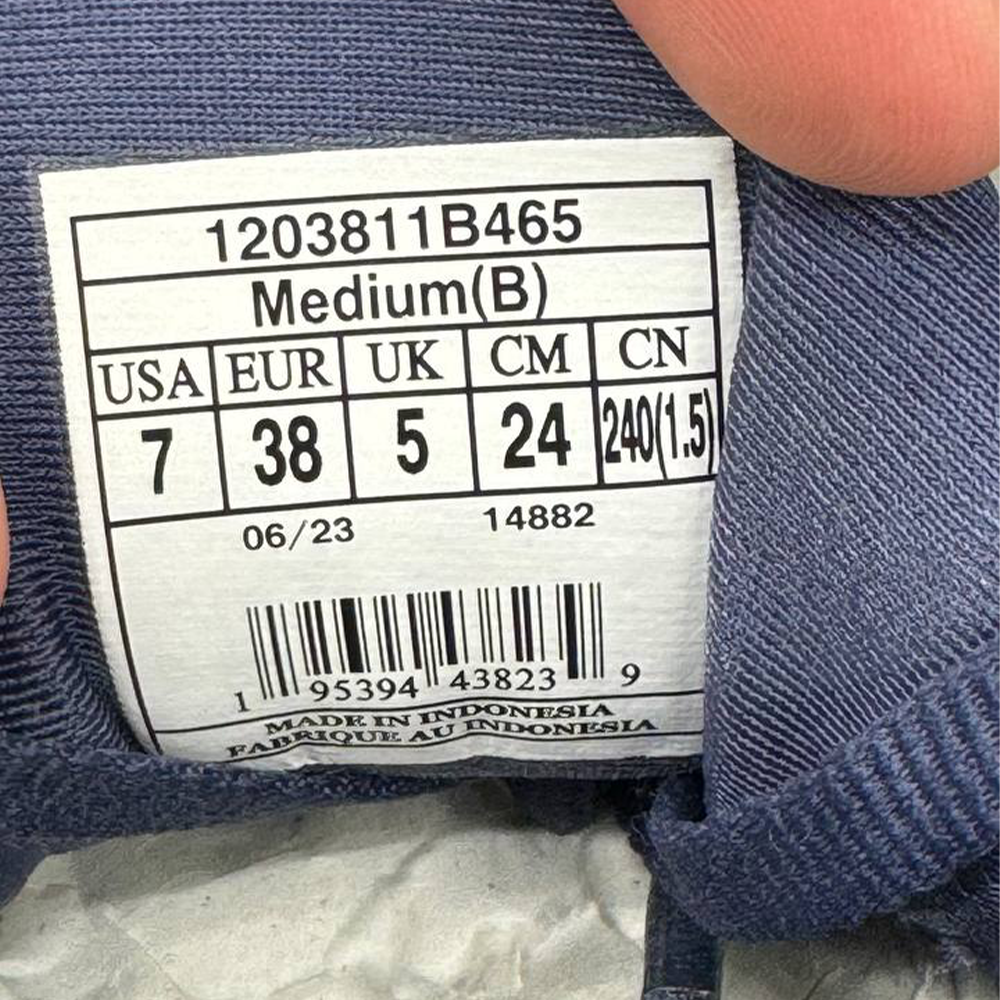 1203811B465
Medium(B)
USA EUR UK CM CN
7 38 5 24 240(1.5)
06/23 14882
1 95394 43823 9
MADE IN INDONESIA
FABRIQUE AU INDONESIA